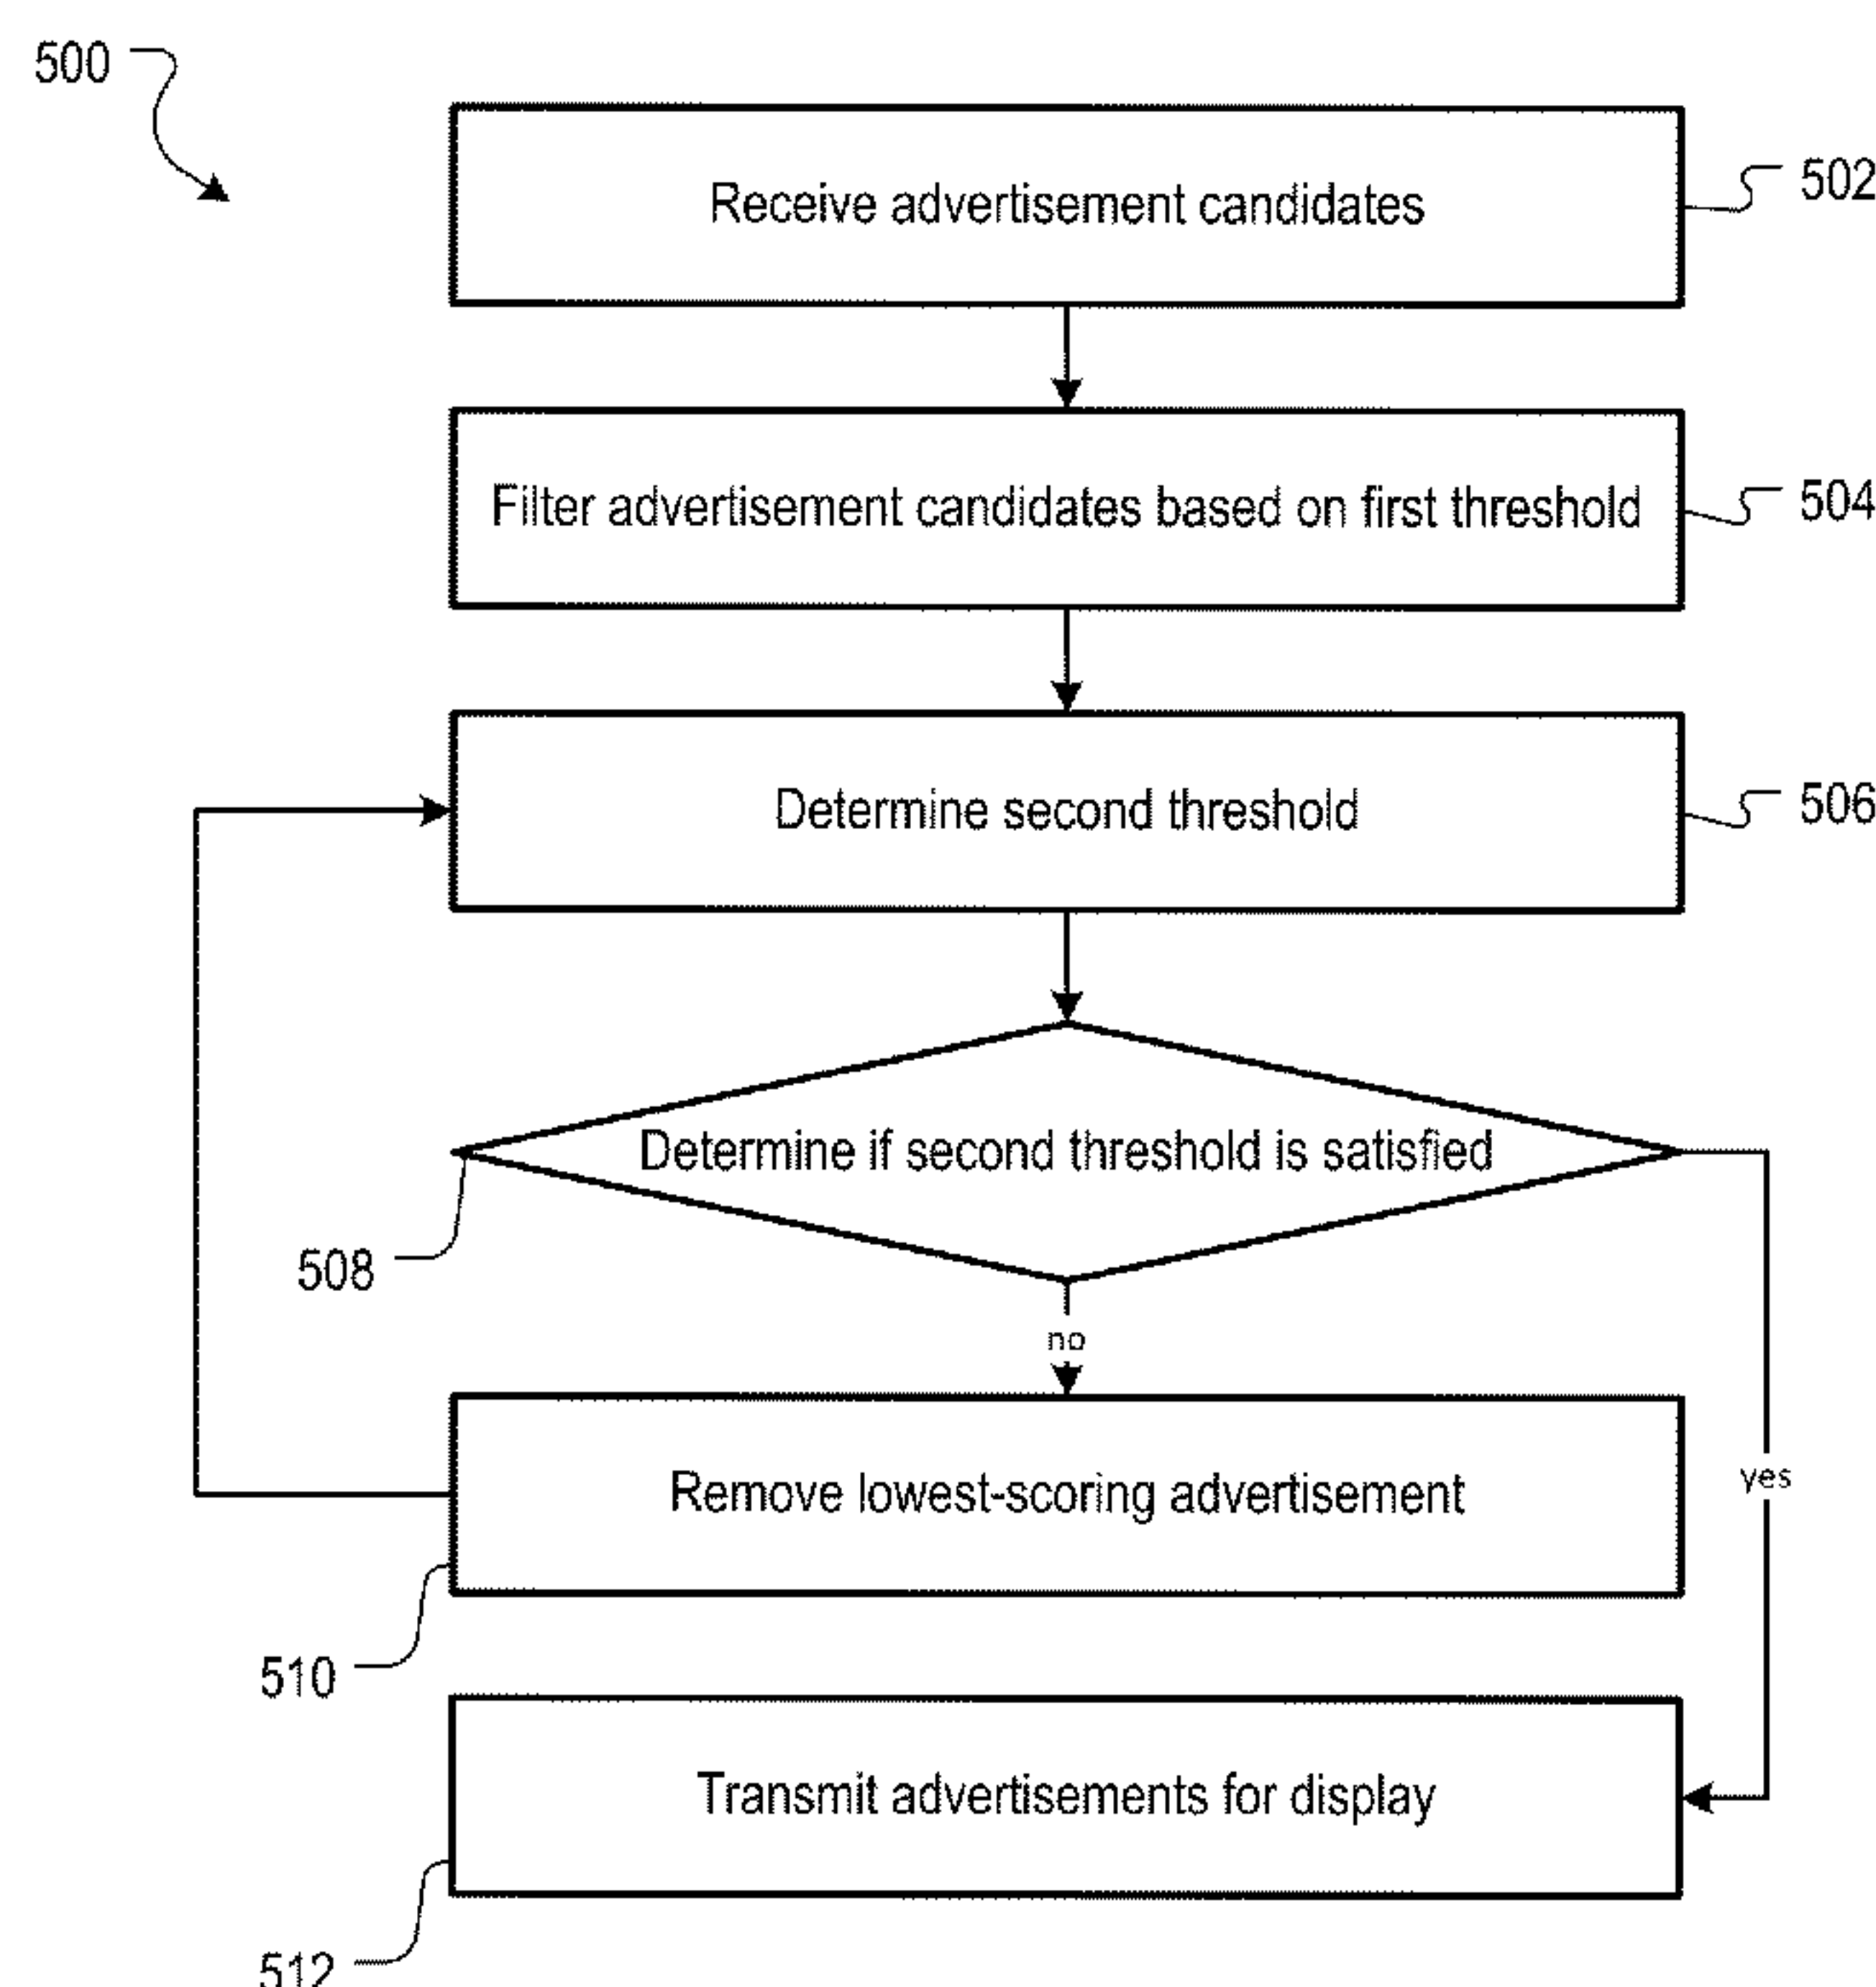 500
Receive advertisement candidates
502
Filter advertisement candidates based on first threshold
504
Determine second threshold
506
Determine if second threshold is satisfied
508
no
Remove lowest-scoring advertisement
yes
510
Transmit advertisements for display
512